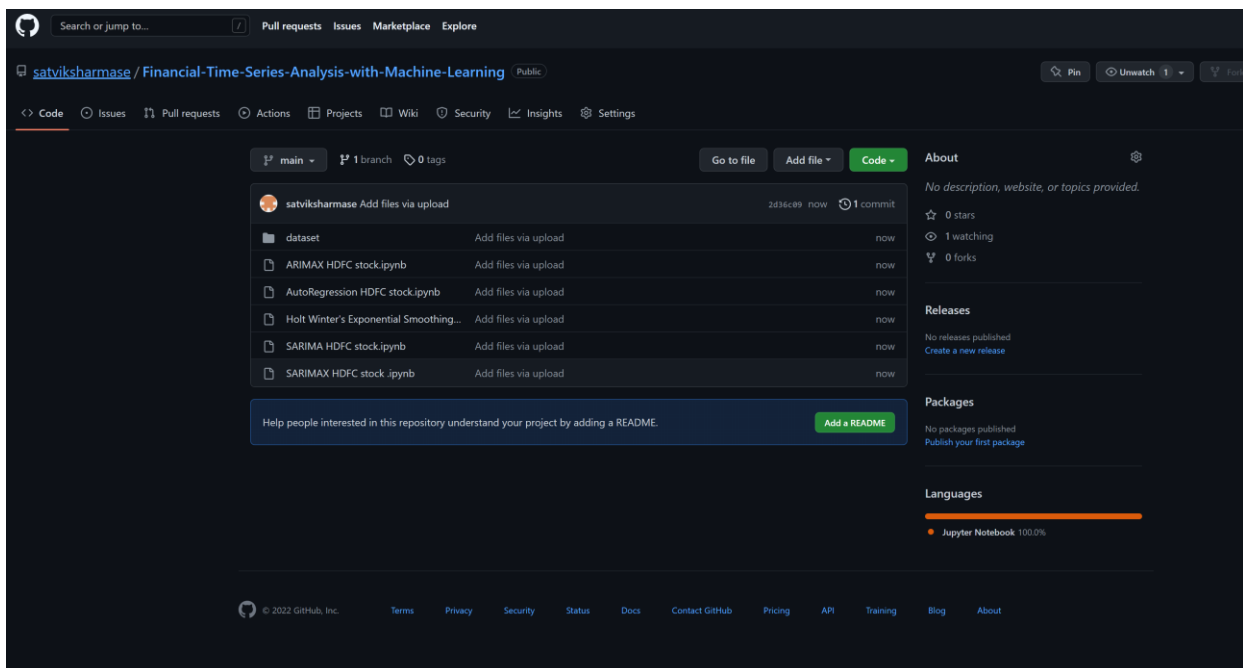 Search or jump to... / Pull requests Issues Marketplace Explore
satviksharmase / Financial-Time-Series-Analysis-with-Machine-Learning Public Pin Unwatch 1
<> Code Issues Pull requests Actions Projects Wiki Security Insights Settings
main 1 branch 0 tags Go to file Add file Code
satviksharmase Add files via upload 2d36c09 now 1 commit
dataset Add files via upload now
ARIMAX HDFC stock.ipynb Add files via upload now
AutoRegression HDFC stock.ipynb Add files via upload now
Holt Winter's Exponential Smoothing... Add files via upload now
SARIMA HDFC stock.ipynb Add files via upload now
SARIMAX HDFC stock .ipynb Add files via upload now
Help people interested in this repository understand your project by adding a README. Add a README
About
No description, website, or topics provided.
0 stars
1 watching
0 forks
Releases
No releases published
Create a new release
Packages
No packages published
Publish your first package
Languages
Jupyter Notebook 100.0%
© 2022 GitHub, Inc. Terms Privacy Security Status Docs Contact GitHub Pricing API Training Blog About